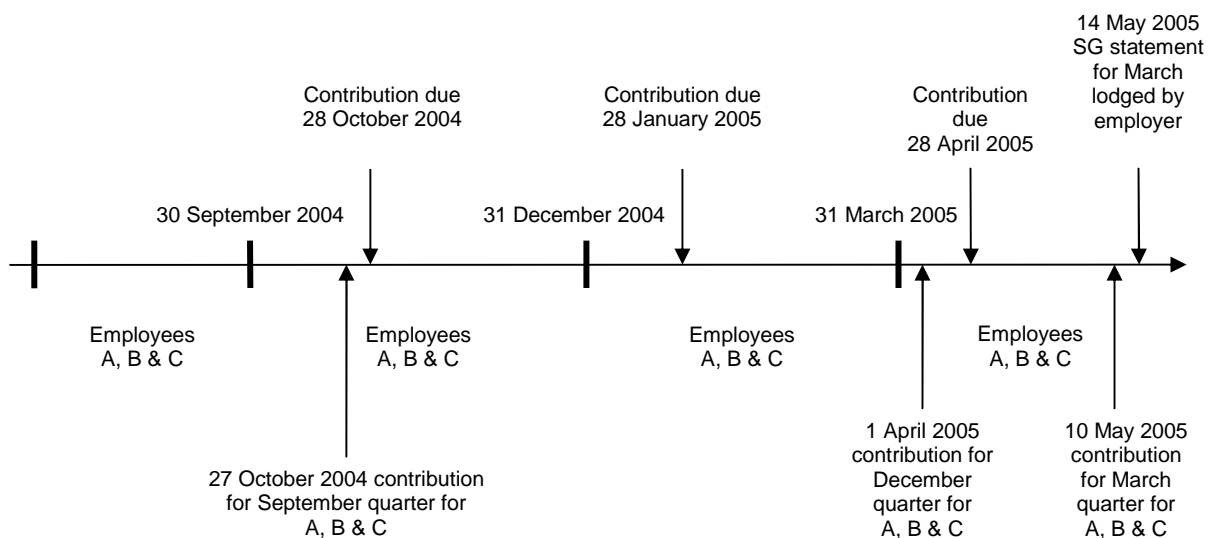 14 May 2005
SG statement
for March
lodged by
employer
Contribution due
28 October 2004
Contribution due
28 January 2005
Contribution
due
28 April 2005
30 September 2004
31 December 2004
31 March 2005
Employees
A, B & C
Employees
A, B & C
Employees
A, B & C
Employees
A, B & C
27 October 2004 contribution
for September quarter for
A, B & C
1 April 2005
contribution for
December
quarter for
A, B & C
10 May 2005
contribution
for March
quarter for
A, B & C